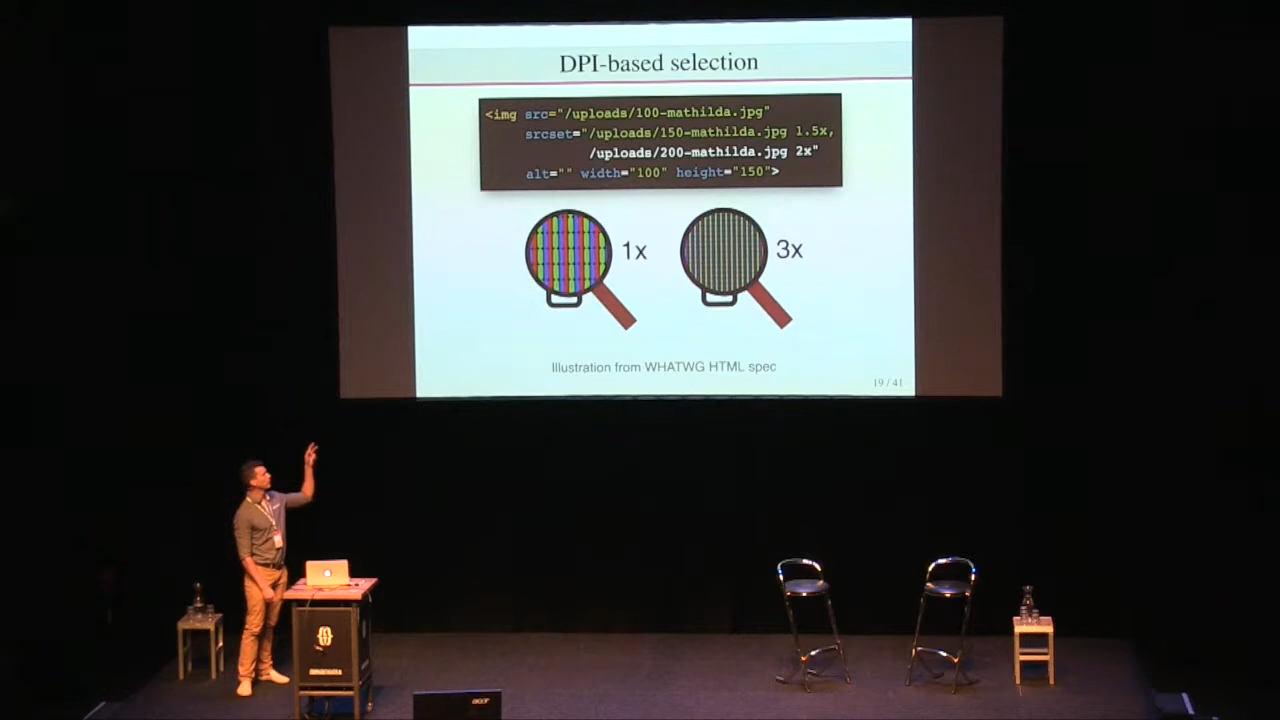 DPI-based selection
<img src="/uploads/100-mathilda.jpg"
srcset="/uploads/150-mathilda.jpg 1.5x,
/uploads/200-mathilda.jpg 2x"
alt="" width="100" height="150">
1x
3x
Illustration from WHATWG HTML spec
19 / 41
acer